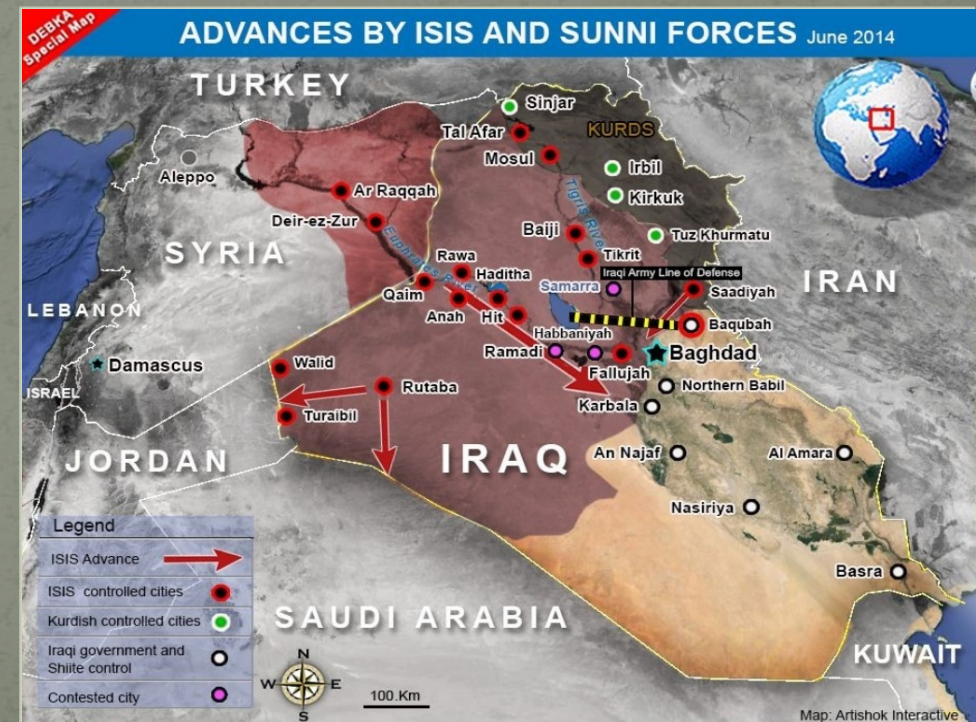 DEBKA
Special Map
ADVANCES BY ISIS AND SUNNI FORCES June 2014
TURKEY
Sinjar
Tal Afar
KURDS
Mosul
Aleppo
Irbil
Ar Raqqah
Kirkuk
Tigris River
Deir-ez-Zur
Baiji
Tuz Khurmatu
Euphrates River
SYRIA
Rawa
Tikrit
Haditha
Iraqi Army Line of Defense
IRAN
Qaim
Samarra
Saadiyah
LEBANON
Anah
Hit
Baqubah
Habbaniyah
Ramadi
Baghdad
Damascus
Walid
Fallujah
ISRAEL
Rutaba
Northern Babil
Karbala
Turaibil
JORDAN
IRAQ
An Najaf
Al Amara
Nasiriya
Legend
ISIS Advance
ISIS controlled cities
Kurdish controlled cities
Iraqi government and
Shiite control
Contested city
Basra
SAUDI ARABIA
KUWAIT
N
W
E
S
100.Km
Map: Artishok Interactive